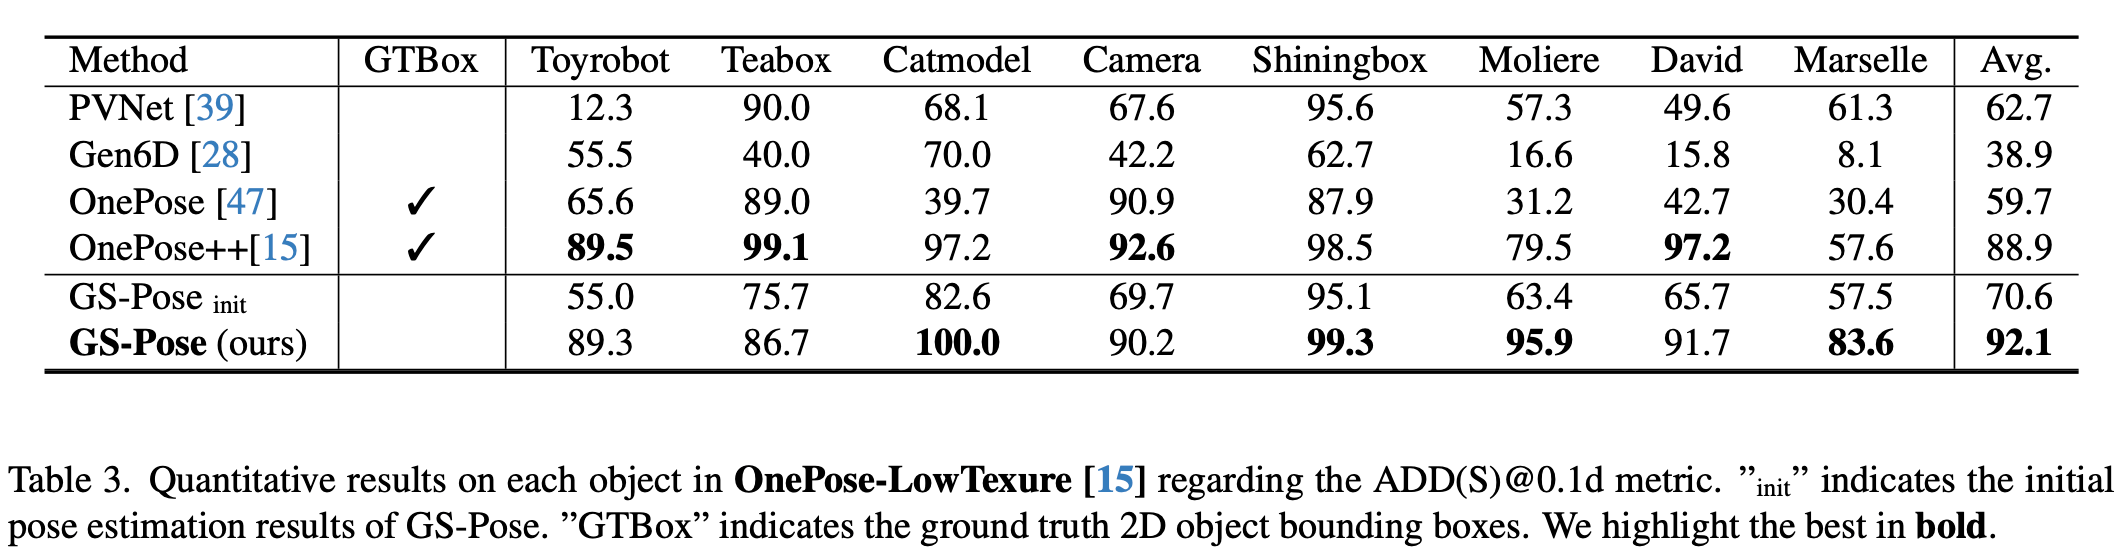 Method GTBox Toyrobot Teabox Catmodel Camera Shiningbox Moliere David Marselle Avg.
PVNet [39] 12.3 90.0 68.1 67.6 95.6 57.3 49.6 61.3 62.7
Gen6D [28] 55.5 40.0 70.0 42.2 62.7 16.6 15.8 8.1 38.9
OnePose [47] ✓ 65.6 89.0 39.7 90.9 87.9 31.2 42.7 30.4 59.7
OnePose++[15] ✓ 89.5 99.1 97.2 92.6 98.5 79.5 97.2 57.6 88.9
GS-Pose init 55.0 75.7 82.6 69.7 95.1 63.4 65.7 57.5 70.6
GS-Pose (ours) 89.3 86.7 100.0 90.2 99.3 95.9 91.7 83.6 92.1
Table 3. Quantitative results on each object in OnePose-LowTexure [15] regarding the ADD(S)@0.1d metric. ”init” indicates the initial
pose estimation results of GS-Pose. ”GTBox” indicates the ground truth 2D object bounding boxes. We highlight the best in bold.